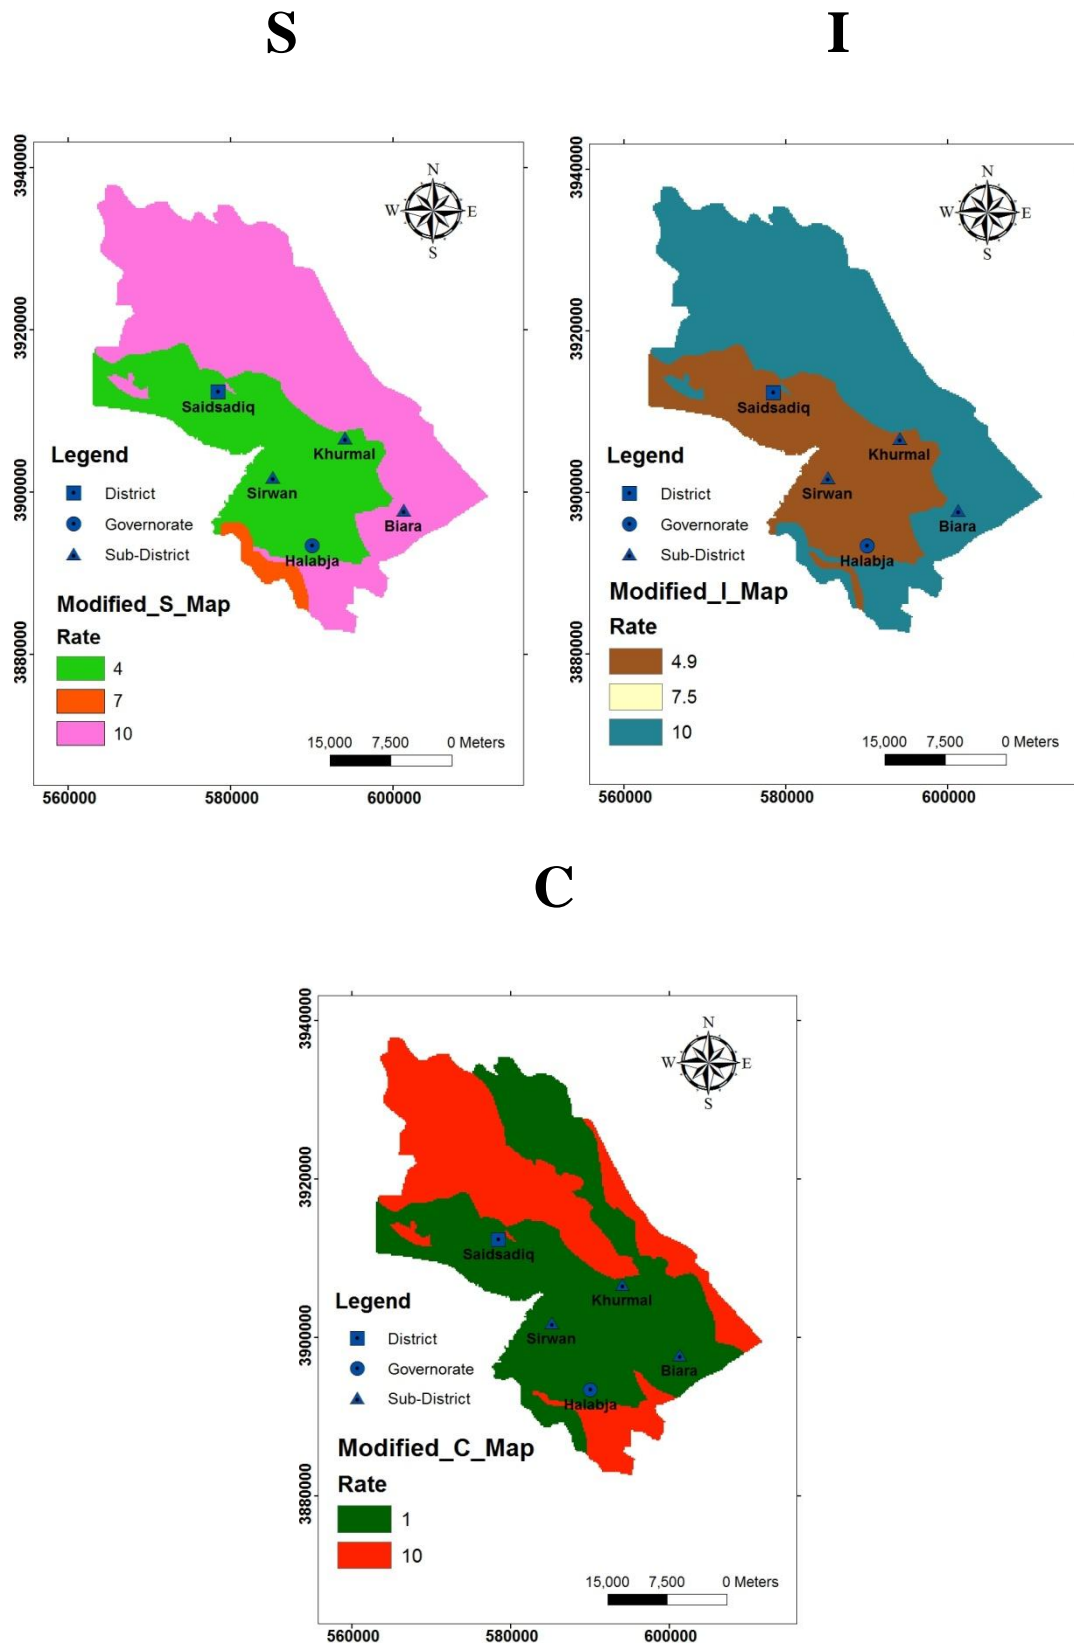 S
I
3940000
3920000
3900000
3880000
N
W
E
S
Saidsadiq
Khurmal
Sirwan
Biara
Halabja
Legend
District
Governorate
Sub-District
Modified_S_Map
Rate
4
7
10
15,000 7,500 0 Meters
560000 580000 600000
3940000
3920000
3900000
3880000
N
W
E
S
Saidsadiq
Khurmal
Sirwan
Biara
Halabja
Legend
District
Governorate
Sub-District
Modified_I_Map
Rate
4.9
7.5
10
15,000 7,500 0 Meters
560000 580000 600000
C
3940000
3920000
3900000
3880000
N
W
E
S
Saidsadiq
Khurmal
Sirwan
Biara
Halabja
Legend
District
Governorate
Sub-District
Modified_C_Map
Rate
1
10
15,000 7,500 0 Meters
560000 580000 600000